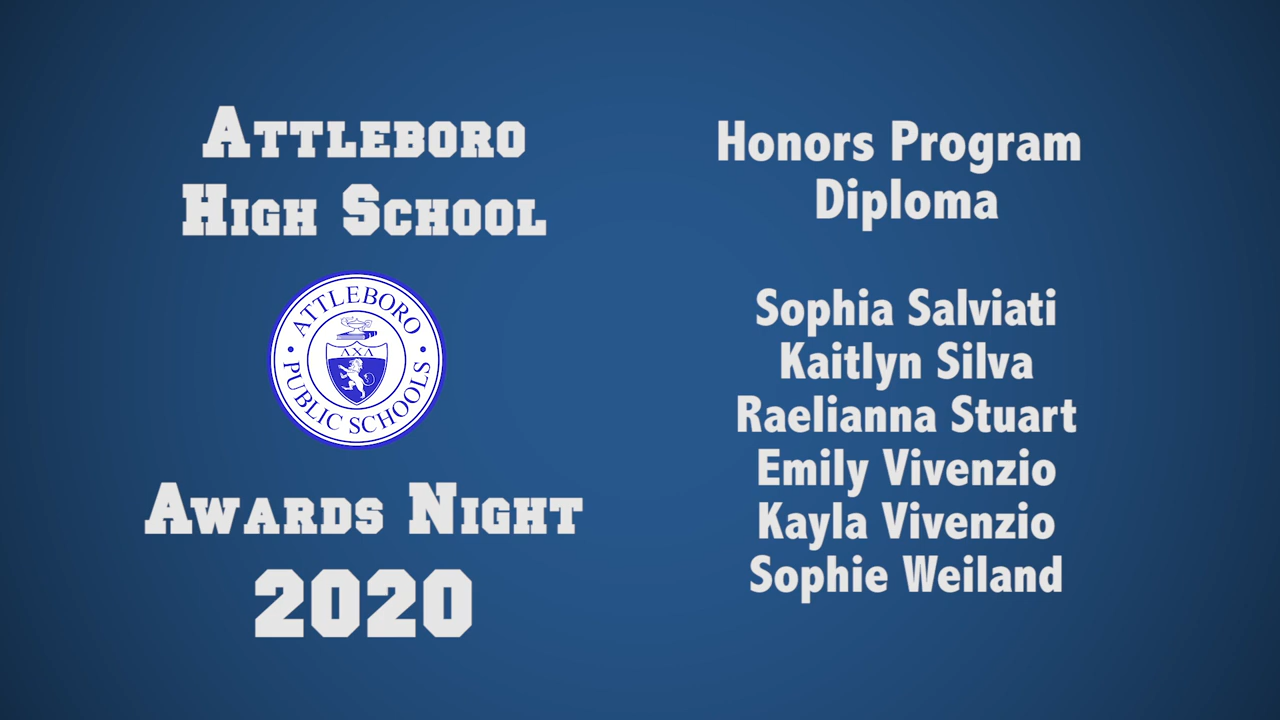 Attleboro
High School
ATTLEBORO
ΑΧΑ
PUBLIC SCHOOLS
Awards Night
2020
Honors Program
Diploma
Sophia Salviati
Kaitlyn Silva
Raelianna Stuart
Emily Vivenzio
Kayla Vivenzio
Sophie Weiland